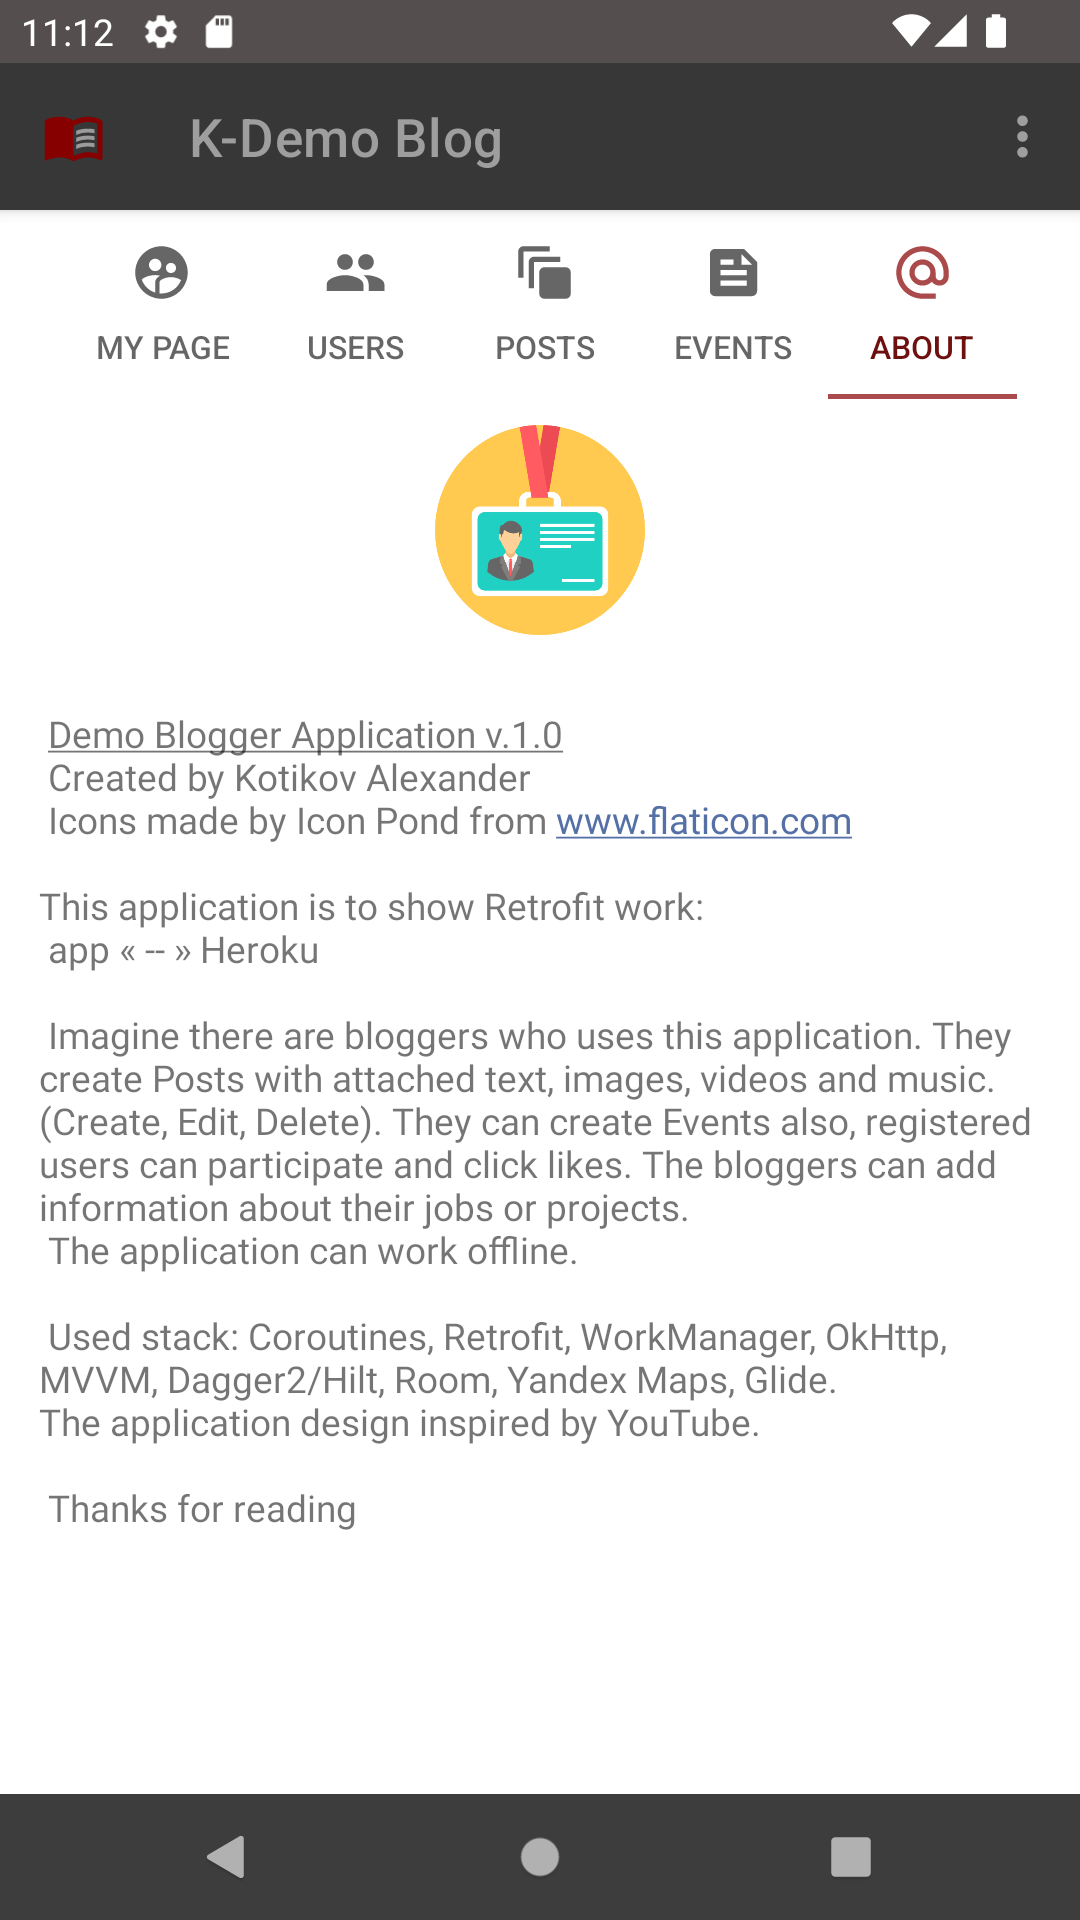 11:12
K-Demo Blog
MY PAGE USERS POSTS EVENTS ABOUT
Demo Blogger Application v.1.0
Created by Kotikov Alexander
Icons made by Icon Pond from www.flaticon.com
This application is to show Retrofit work:
app « -- » Heroku
Imagine there are bloggers who uses this application. They
create Posts with attached text, images, videos and music.
(Create, Edit, Delete). They can create Events also, registered
users can participate and click likes. The bloggers can add
information about their jobs or projects.
The application can work offline.
Used stack: Coroutines, Retrofit, WorkManager, OkHttp,
MVVM, Dagger2/Hilt, Room, Yandex Maps, Glide.
The application design inspired by YouTube.
Thanks for reading